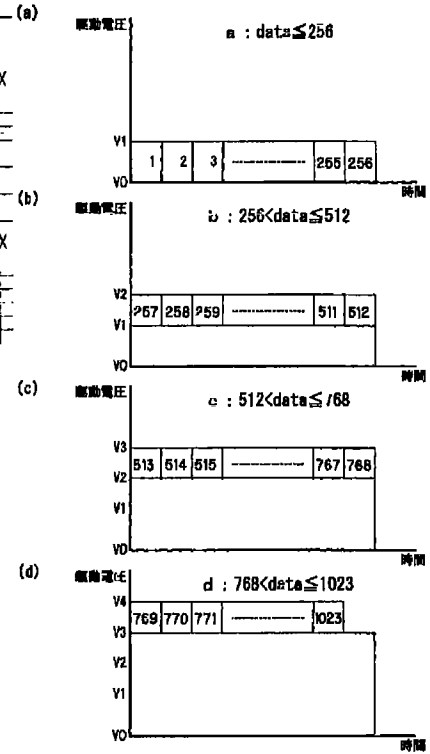 (a)
駆動電圧
a : data≦256
V1
1 2 3 255 256
V0
時間
X
(b)
駆動電圧
b : 256<data≦512
V2
257 258 259 511 512
V1
V0
時間
X
(c)
駆動電圧
c : 512<data≦768
V3
513 514 515 767 768
V2
V1
V0
時間
(d)
駆動電圧
d : 768<data≦1023
V4
769 770 771 1023
V3
V2
V1
V0
時間